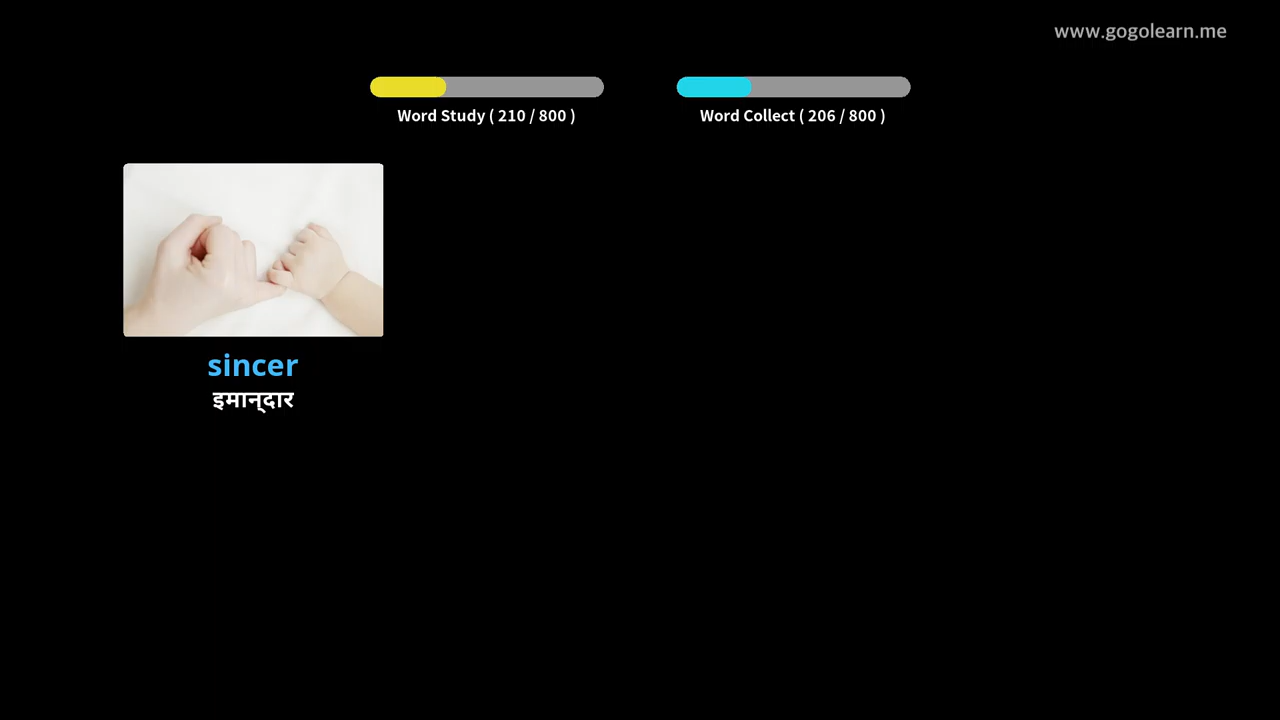 www.gogolearn.me
Word Study ( 210 / 800 )
Word Collect ( 206 / 800 )
sincer
इमान्‌दार